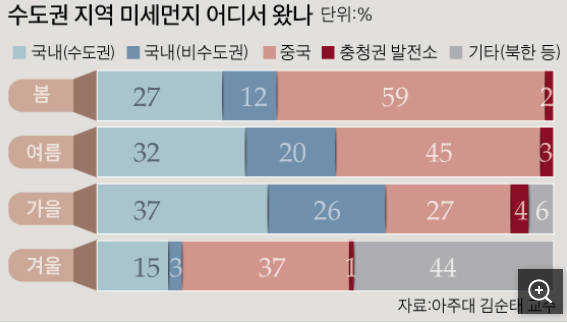 수도권 지역 미세먼지 어디서 왔나 단위:%
국내(수도권) 국내(비수도권) 중국 충청권 발전소 기타(북한 등)
봄 27 12 59 2
여름 32 20 45 3
가을 37 26 27 4 6
겨울 15 3 37 1 44
자료:아주대 김순태 교수